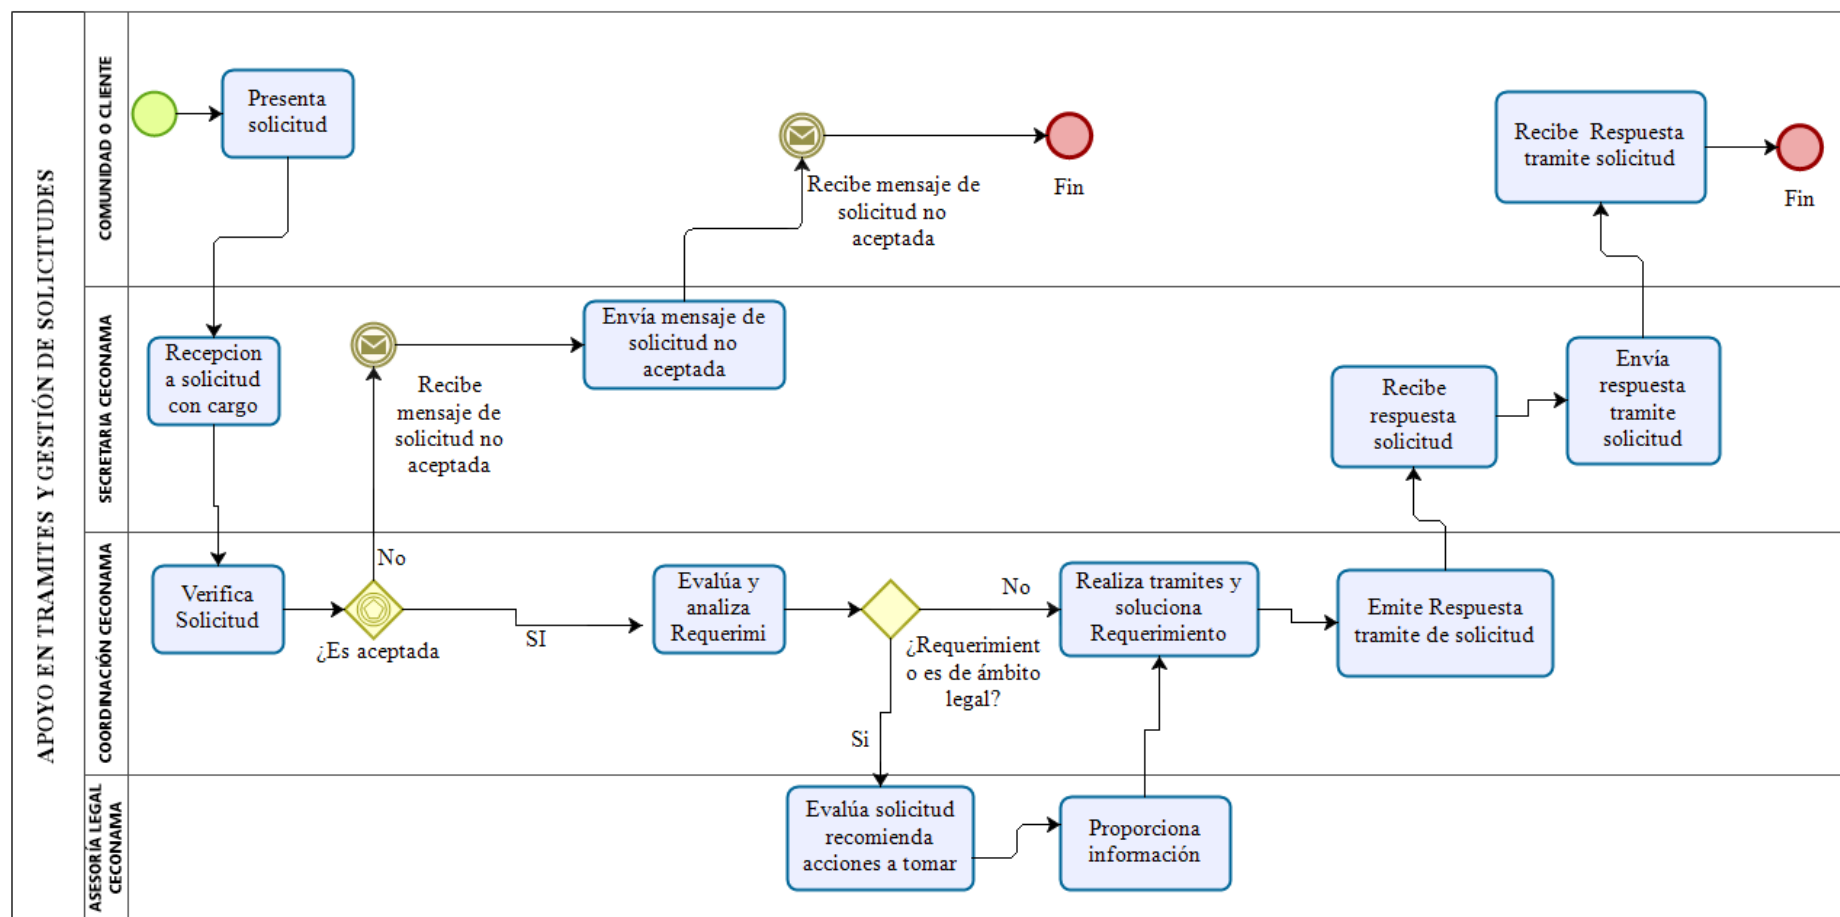 APOYO EN TRAMITES Y GESTIÓN DE SOLICITUDES
COMUNIDAD O CLIENTE
Presenta
solicitud
Recibe mensaje de
solicitud no
aceptada
Fin
Recibe Respuesta
tramite solicitud
Fin
SECRETARIA CECONAMA
Recepcion
a solicitud
con cargo
Recibe
mensaje de
solicitud no
aceptada
Envía mensaje de
solicitud no
aceptada
Recibe
respuesta
solicitud
Envía
respuesta
tramite
solicitud
COORDINACIÓN CECONAMA
Verifica
Solicitud
No
¿Es aceptada
SI
Evalúa y
analiza
Requerimi
No
¿Requerimient
o es de ámbito
legal?
Si
Realiza tramites y
soluciona
Requerimiento
Emite Respuesta
tramite de solicitud
ASESORÍA LEGAL
CECONAMA
Evalúa solicitud
recomienda
acciones a tomar
Proporciona
información